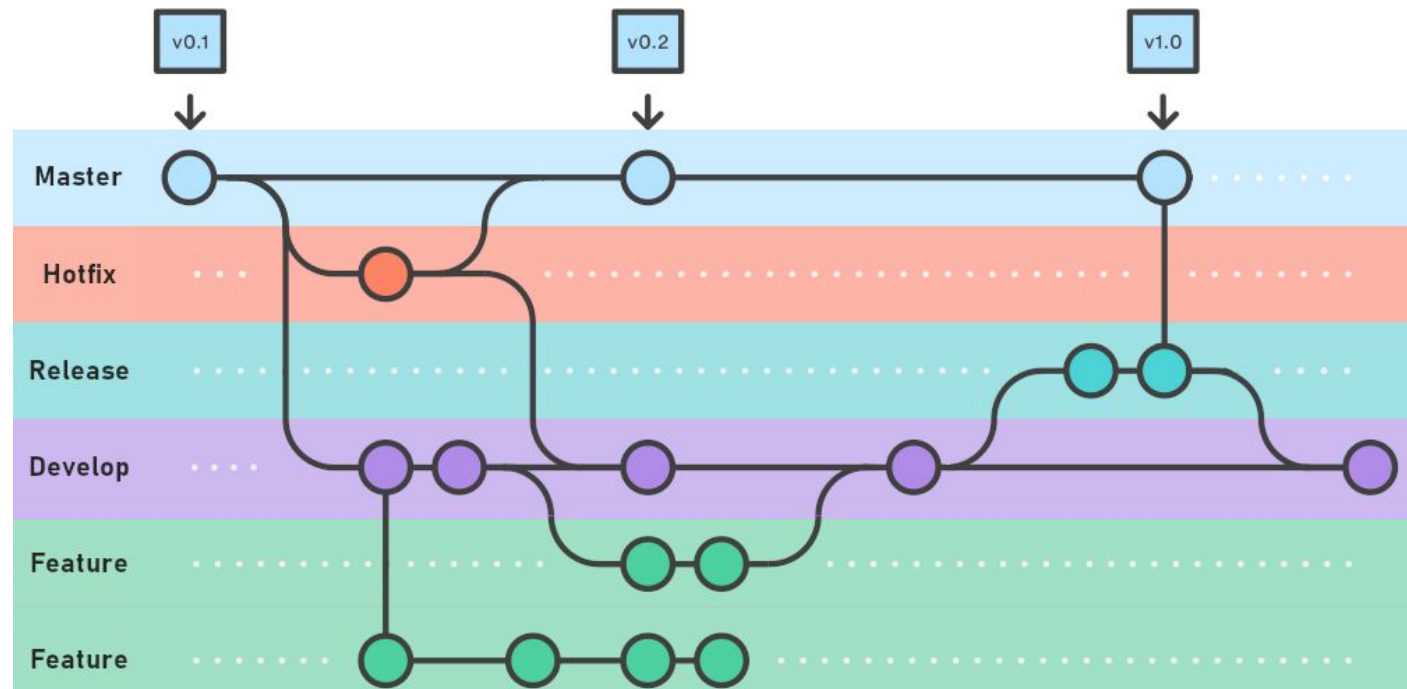 v0.1
v0.2
v1.0
Master
Hotfix
Release
Develop
Feature
Feature